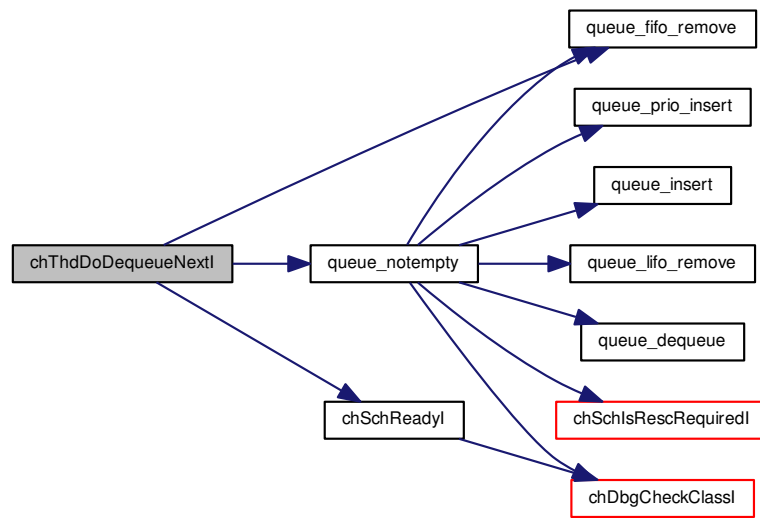 queue_fifo_remove
queue_prio_insert
queue_insert
chThdDoDequeueNextI
queue_notempty
queue_lifo_remove
queue_dequeue
chSchReadyI
chSchIsRescRequiredI
chDbgCheckClassI